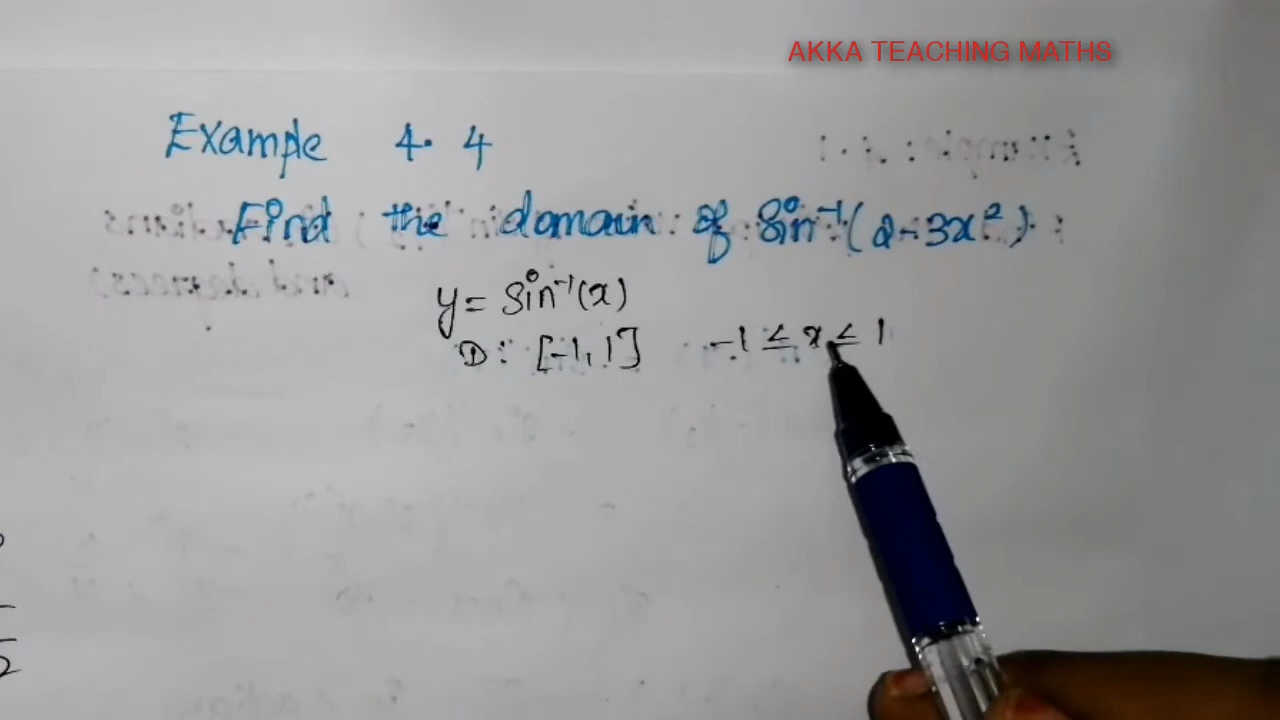 AKKA TEACHING MATHS
Example 4. 4
Find the domain of Sin⁻¹(2-3x²).
y = Sin⁻¹(x)
D: [-1, 1] -1 ≤ x ≤ 1
2